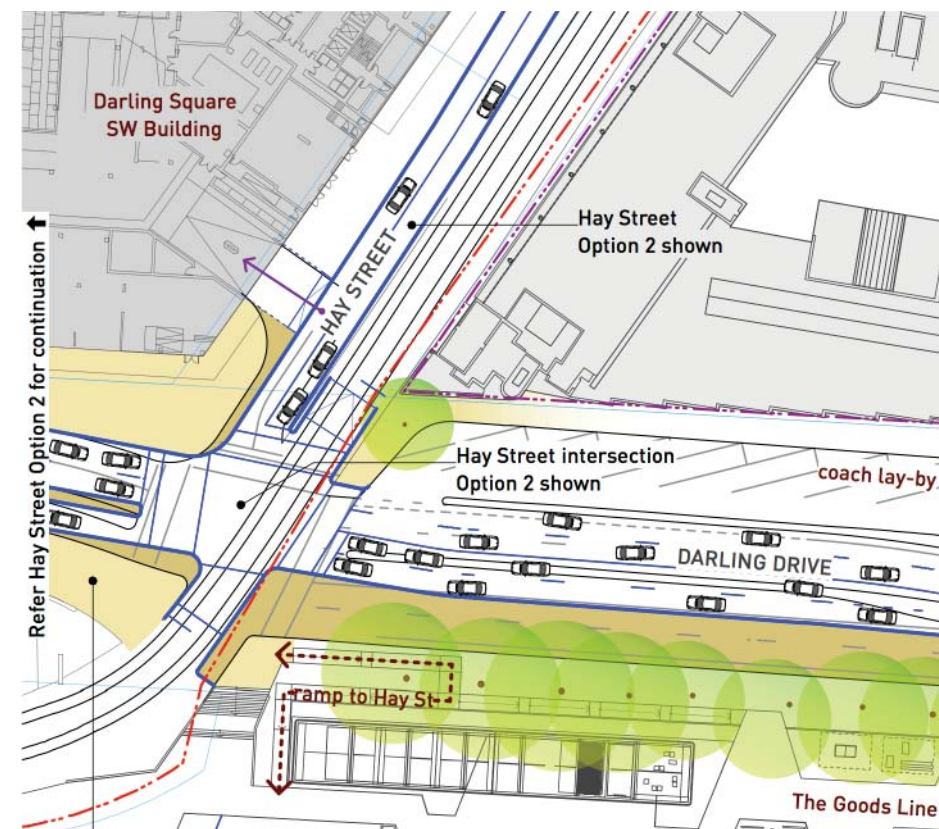 Darling Square
SW Building
Refer Hay Street Option 2 for continuation
HAY STREET
Hay Street
Option 2 shown
Hay Street intersection
Option 2 shown
coach lay-by
DARLING DRIVE
ramp to Hay St
The Goods Line